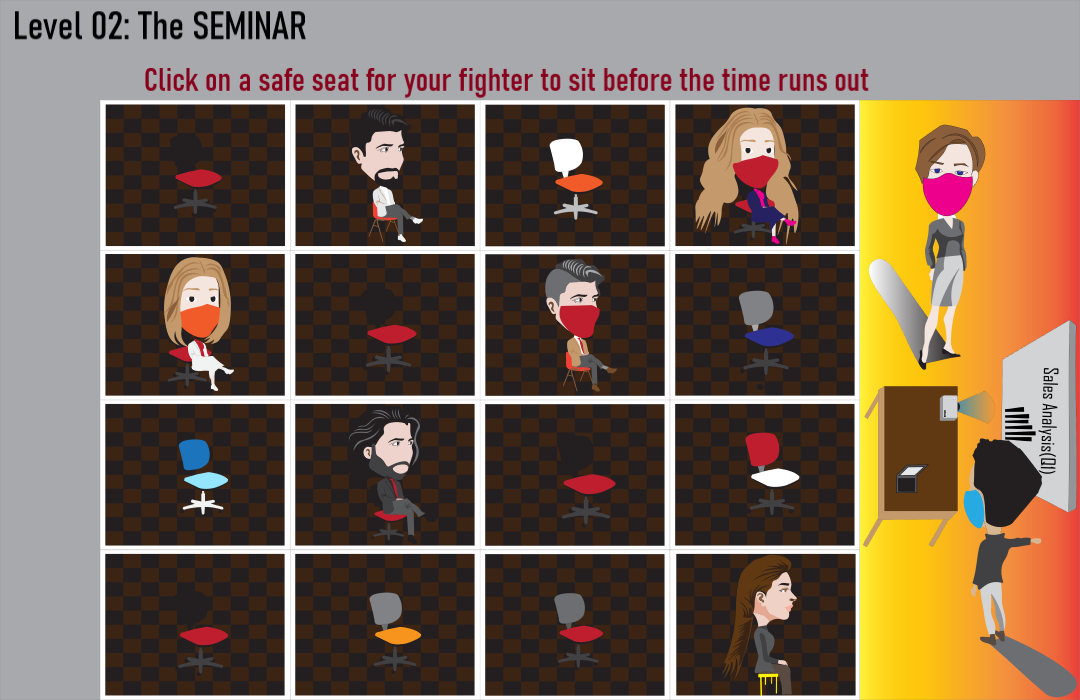 Level 02: The SEMINAR
Click on a safe seat for your fighter to sit before the time runs out
Sales Analysis(Q1)